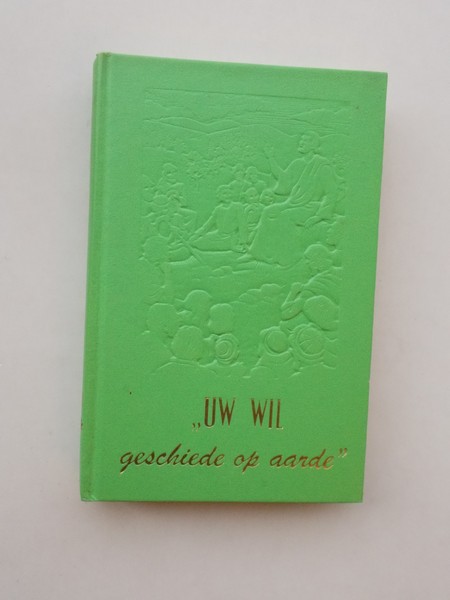 „UW WIL
geschiede op aarde”